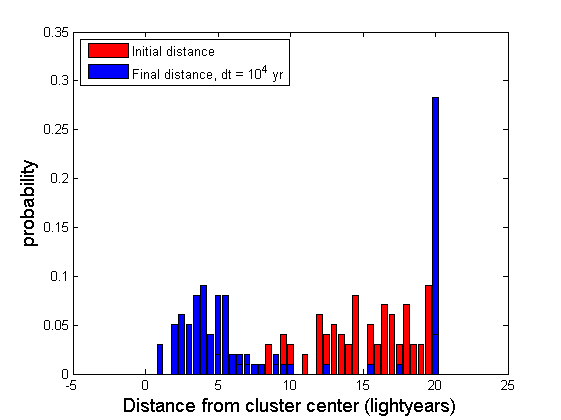 0.35
Initial distance
Final distance, dt = 10⁴ yr
0.3
0.25
0.2
0.15
0.1
0.05
0
probability
-5 0 5 10 15 20 25
Distance from cluster center (lightyears)